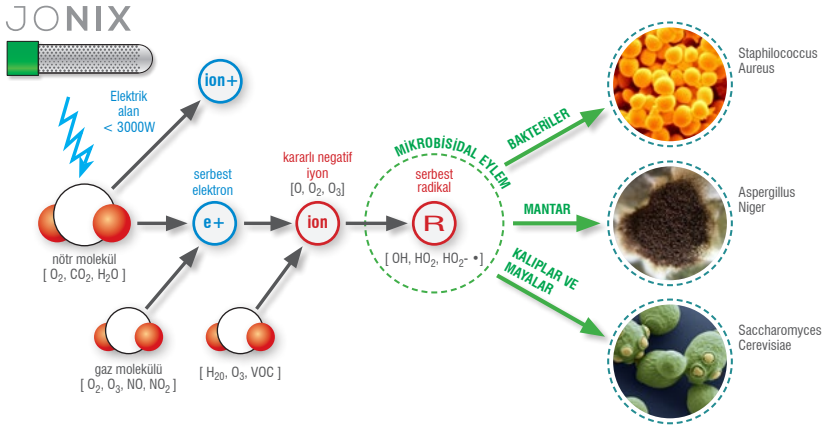 JONIX
Elektrik
alan
< 3000W
ion+
nötr molekül
[ O₂, CO₂, H₂O ]
serbest
elektron
e+
gaz molekülü
[ O₂, O₃, NO, NO₂ ]
kararlı negatif
iyon
[O, O₂, O₃]
ion
[ H₂₀, O₃, VOC ]
MİKROBİSİDAL EYLEM
serbest
radikal
R
[ OH, HO₂, HO₂- • ]
BAKTERİLER
MANTAR
KALIPLAR VE
MAYALAR
Staphilococcus
Aureus
Aspergillus
Niger
Saccharomyces
Cerevisiae